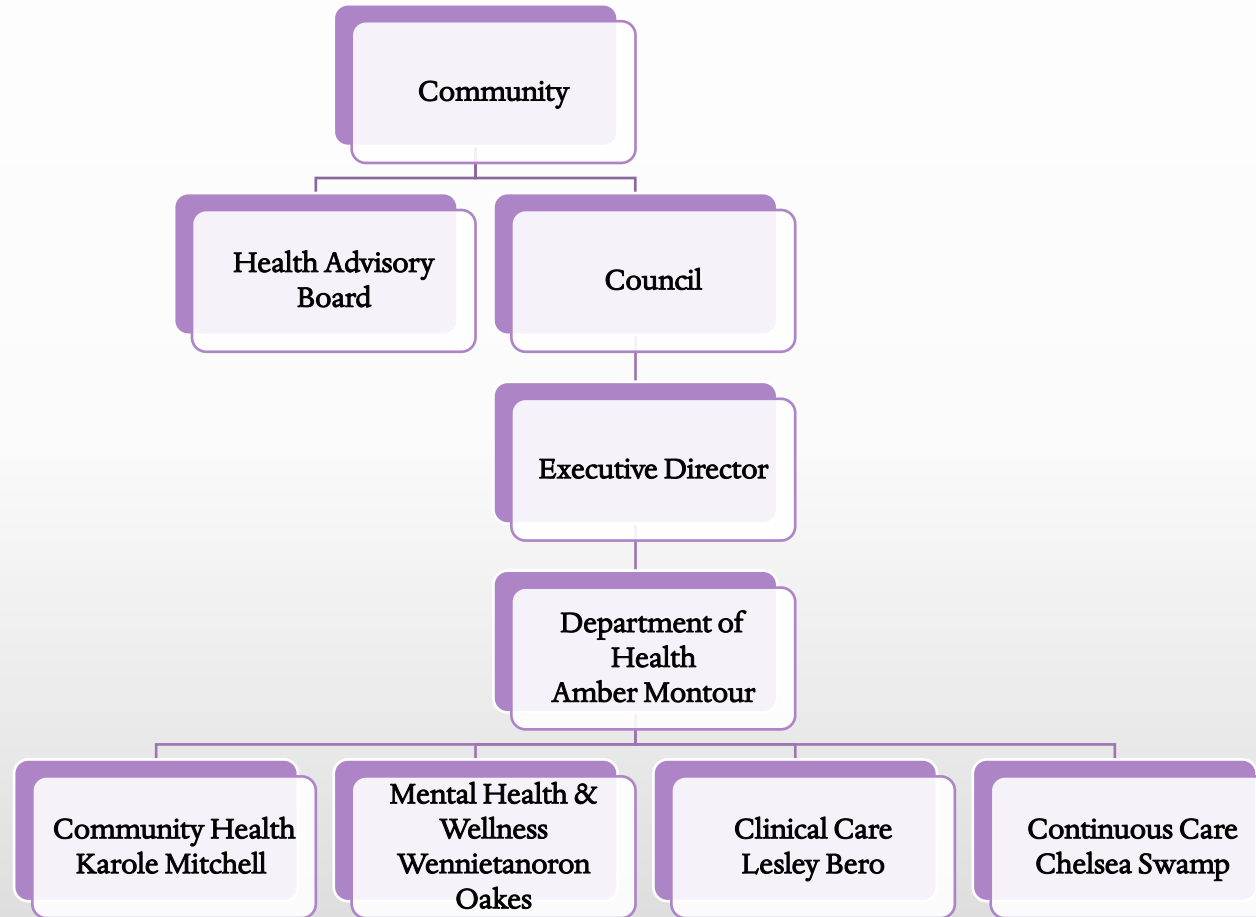 Community
Health Advisory
Board
Council
Executive Director
Department of
Health
Amber Montour
Community Health
Karole Mitchell
Mental Health &
Wellness
Wennietanoron
Oakes
Clinical Care
Lesley Bero
Continuous Care
Chelsea Swamp